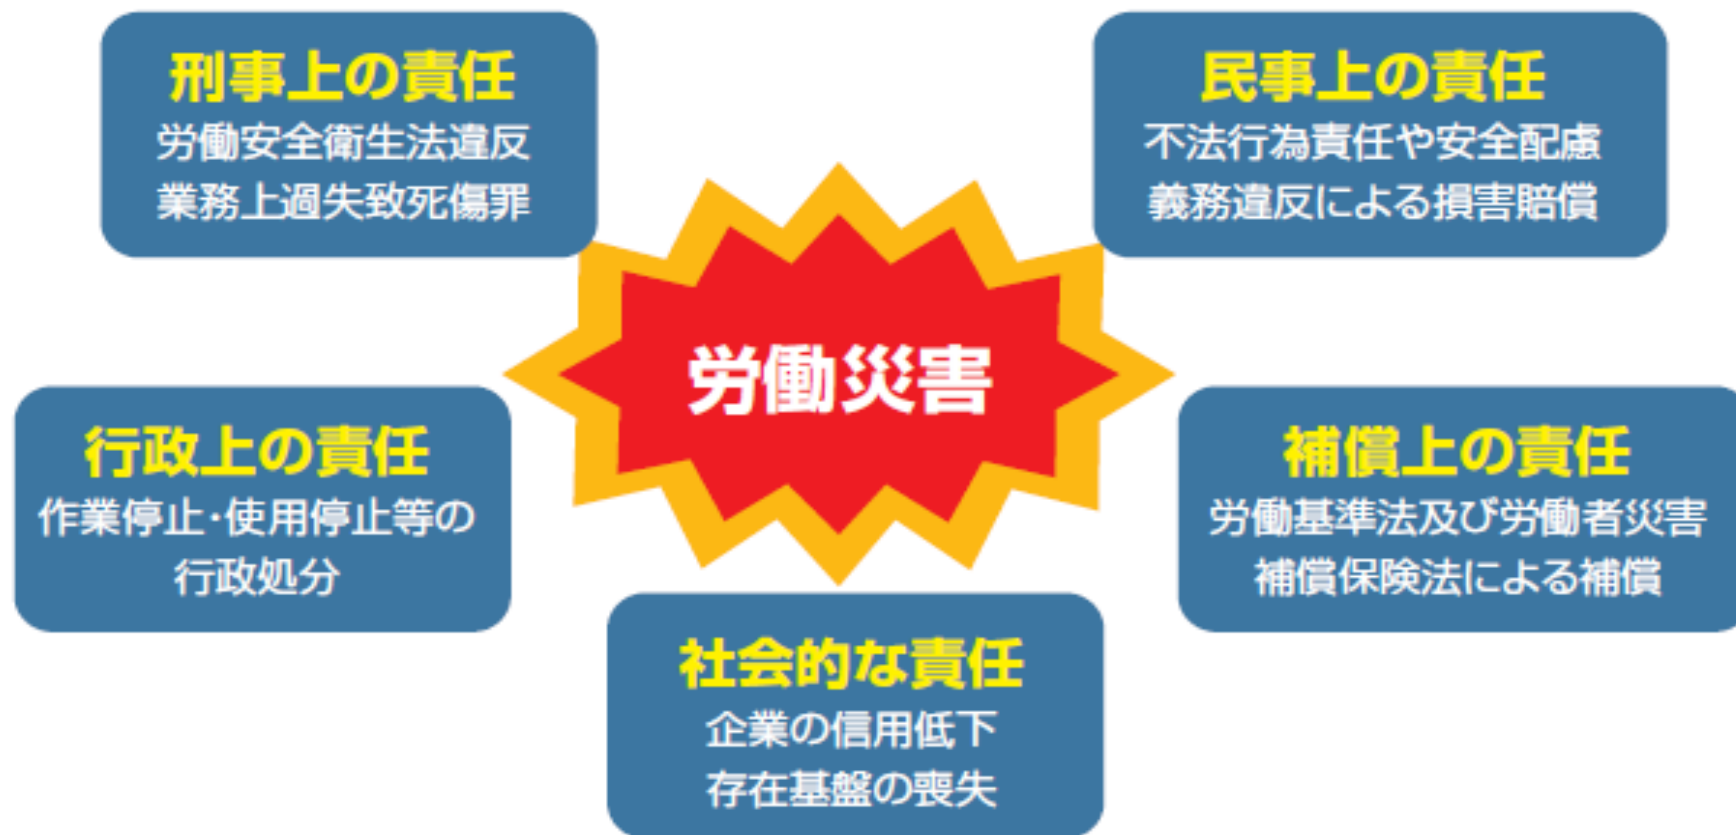 刑事上の責任
労働安全衛生法違反
業務上過失致死傷罪
民事上の責任
不法行為責任や安全配慮
義務違反による損害賠償
労働災害
行政上の責任
作業停止・使用停止等の
行政処分
補償上の責任
労働基準法及び労働者災害
補償保険法による補償
社会的な責任
企業の信用低下
存在基盤の喪失